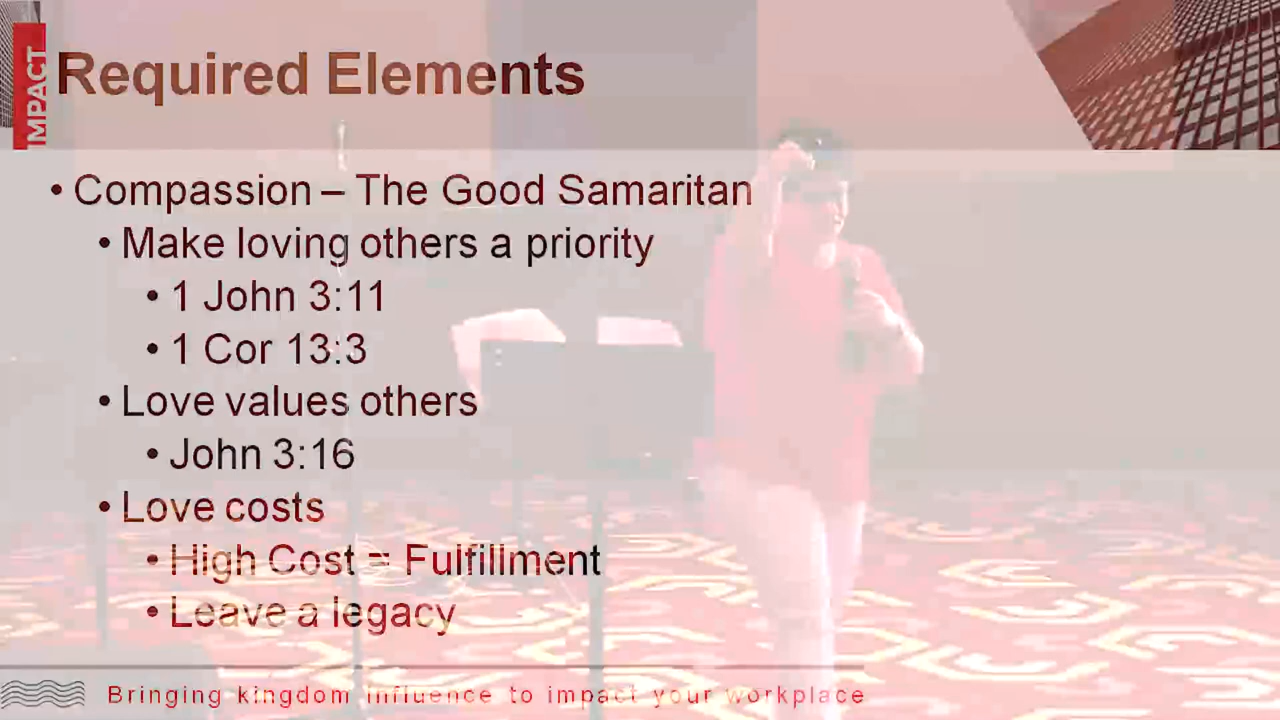 IMPACT
Required Elements
• Compassion – The Good Samaritan
• Make loving others a priority
• 1 John 3:11
• 1 Cor 13:3
• Love values others
• John 3:16
• Love costs
• High Cost = Fulfillment
• Leave a legacy
Bringing kingdom influence to impact your workplace